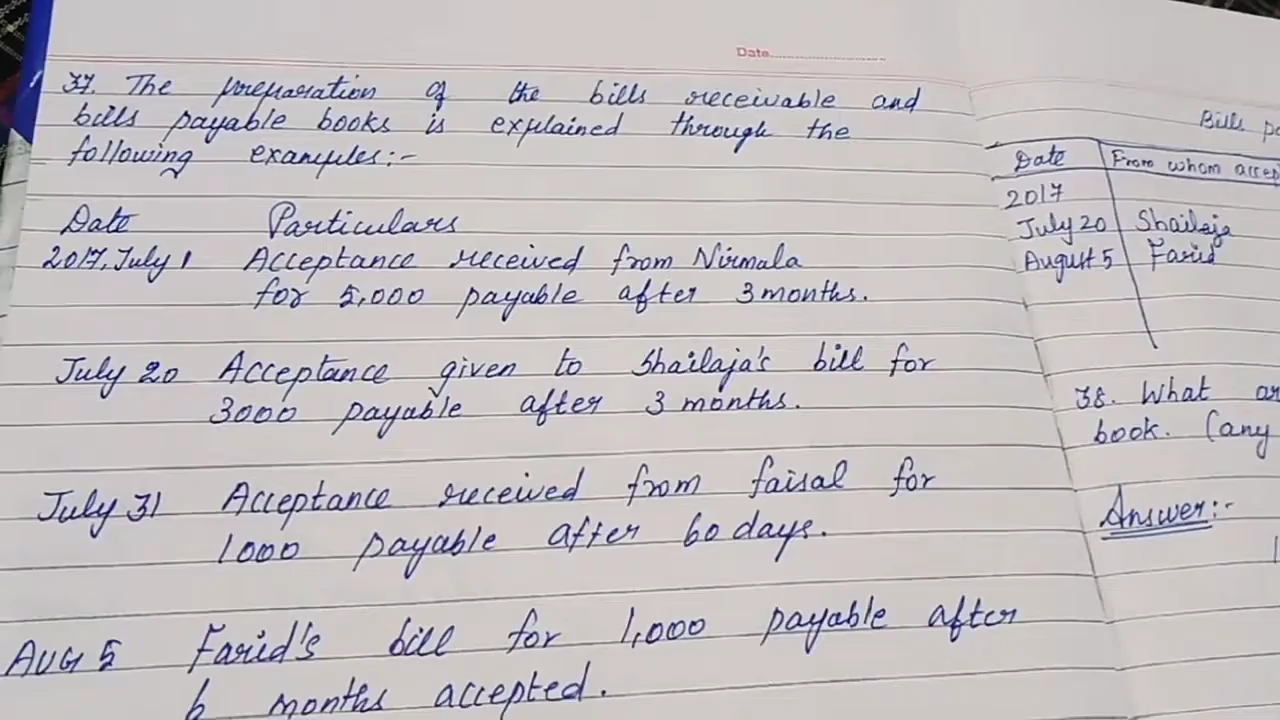 Date
37. The preparation of the bills receivable and
bills payable books is explained through the
following examples:-
Date Particulars
2017, July 1 Acceptance received from Nirmala
for 5,000 payable after 3 months.
July 20 Acceptance given to Shailaja's bill for
3000 payable after 3 months.
July 31 Acceptance received from faisal for
1000 payable after 60 days.
AUG 5 Farid's bill for 1,000 payable after
6 months accepted.
Bills
Date From whom
2017
July 20 Shailaja
August 5 Farid
38. What
book. (any
Answer:-